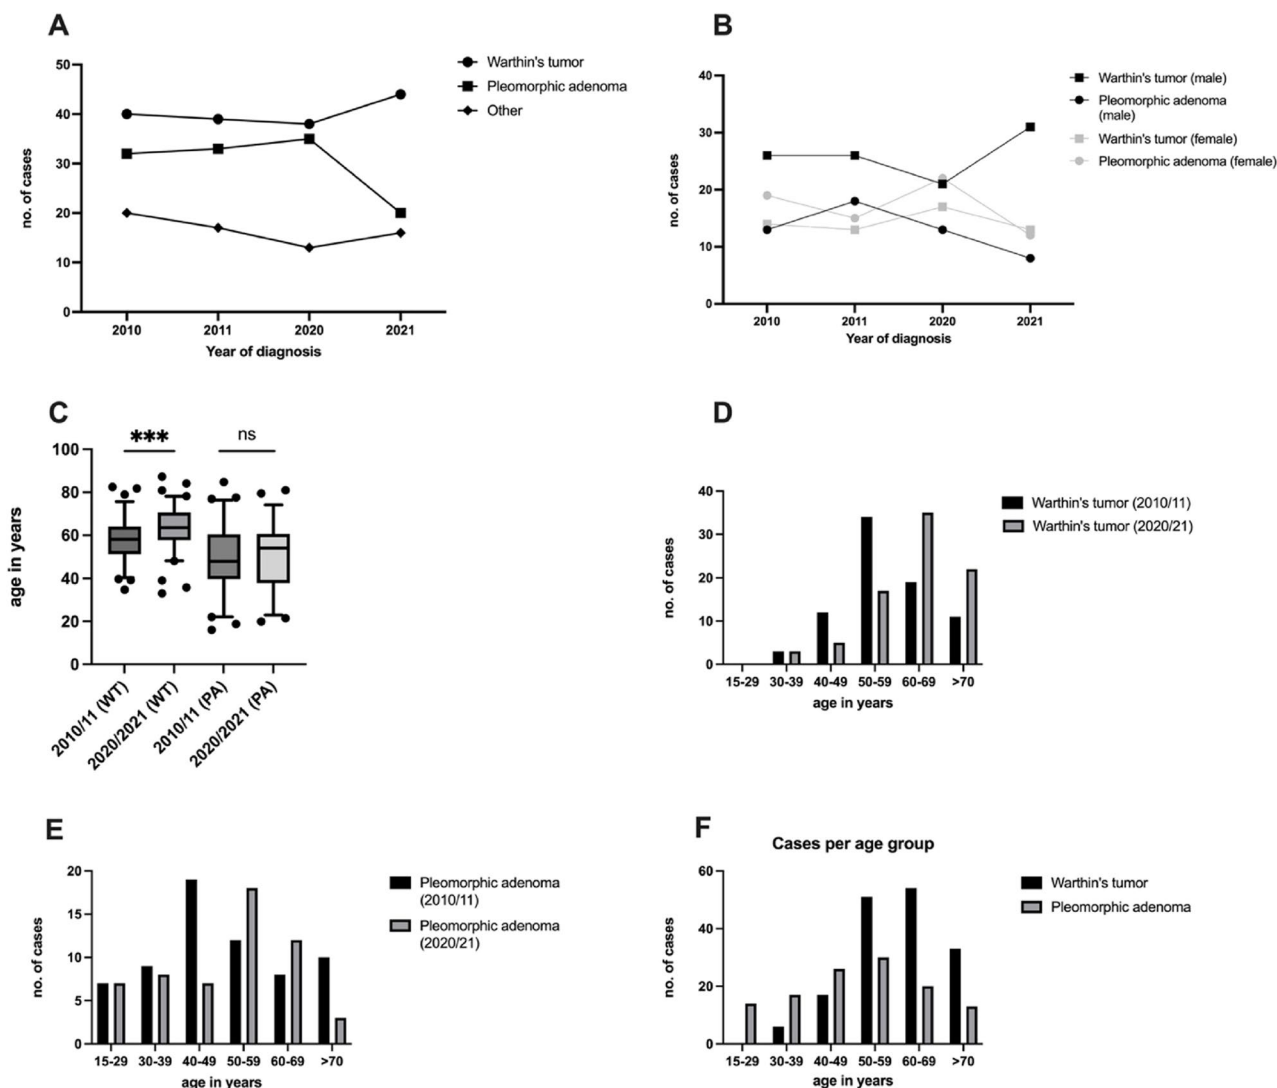 A
50
40
30
20
10
0
no. of cases
2010
2011
2020
2021
Year of diagnosis
Warthin's tumor
Pleomorphic adenoma
Other
B
40
30
20
10
0
no. of cases
2010
2011
2020
2021
Year of diagnosis
Warthin's tumor (male)
Pleomorphic adenoma
(male)
Warthin's tumor (female)
Pleomorphic adenoma (female)
C
***
ns
100
80
60
40
20
0
age in years
2010/11 (WT)
2020/2021 (WT)
2010/11 (PA)
2020/2021 (PA)
D
40
30
20
10
0
no. of cases
15-29
30-39
40-49
50-59
60-69
>70
age in years
Warthin's tumor (2010/11)
Warthin's tumor (2020/21)
E
20
15
10
5
0
no. of cases
15-29
30-39
40-49
50-59
60-69
>70
age in years
Pleomorphic adenoma
(2010/11)
Pleomorphic adenoma
(2020/21)
F
Cases per age group
60
40
20
0
no. of cases
15-29
30-39
40-49
50-59
60-69
>70
age in years
Warthin's tumor
Pleomorphic adenoma